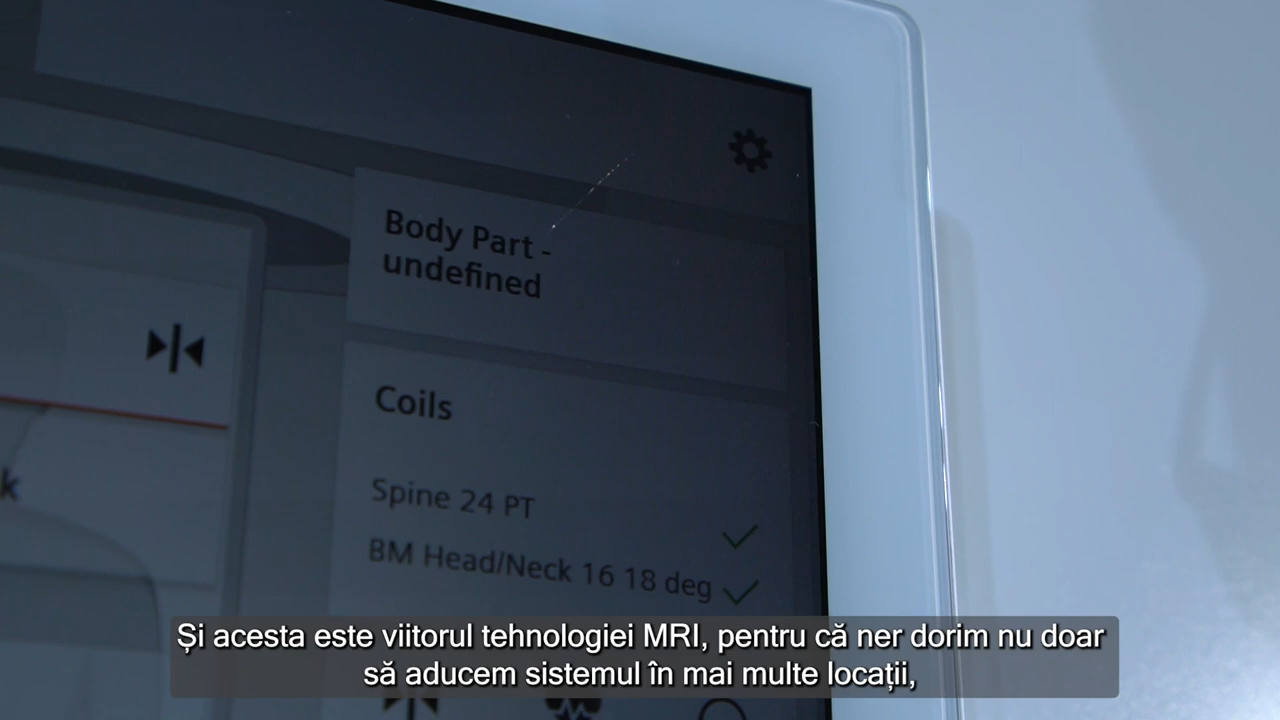 Body Part -
undefined
Coils
Spine 24 PT
BM Head/Neck 16 18 deg
k
Și acesta este viitorul tehnologiei MRI, pentru că ner dorim nu doar
să aducem sistemul în mai multe locații,